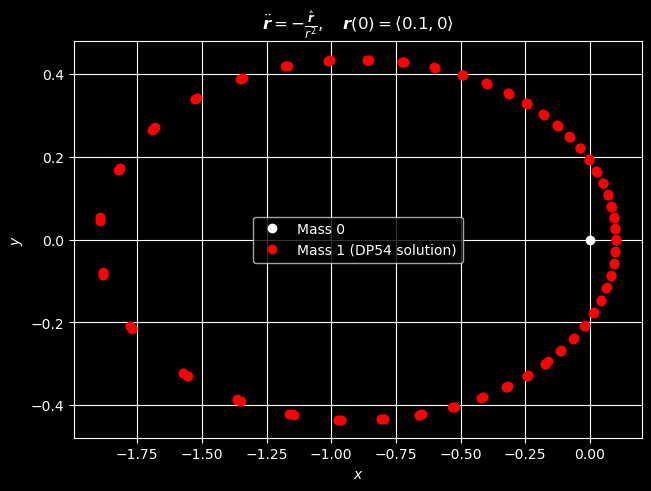 r̈ = −r̂/r², r(0) = ⟨0.1, 0⟩
0.4
0.2
0.0
−0.2
−0.4
y
Mass 0
Mass 1 (DP54 solution)
−1.75 −1.50 −1.25 −1.00 −0.75 −0.50 −0.25 0.00
x